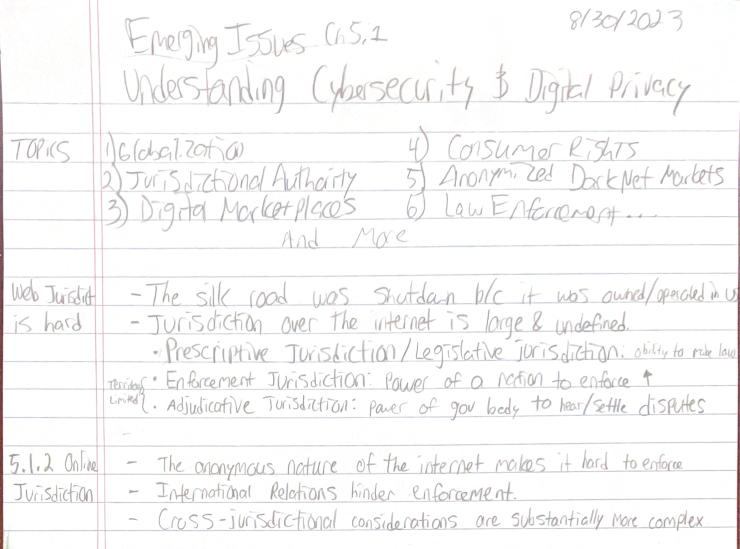 8/30/2023
Emerging Issues Ch 5.1
Understanding Cybersecurity & Digital Privacy
TOPICS 1) Globalization 4) Consumer Rights
2) Jurisdictional Authority 5) Anonymized DarkNet Markets
3) Digital Marketplaces 6) Law Enforcement...
And More
Web Jurisdict - The silk road was shutdown b/c it was owned/operated in US
is hard - Jurisdiction over the internet is large & undefined.
• Prescriptive Jurisdiction/Legislative jurisdiction: ability to make law
• Enforcement Jurisdiction: Power of a nation to enforce ↑
Limited • Adjudicative Jurisdiction: power of gov body to hear/settle disputes
-
5.1.2 Online - The anonymous nature of the internet makes it hard to enforce
Jurisdiction - International Relations hinder enforcement.
- Cross-jurisdictional considerations are substantially more complex